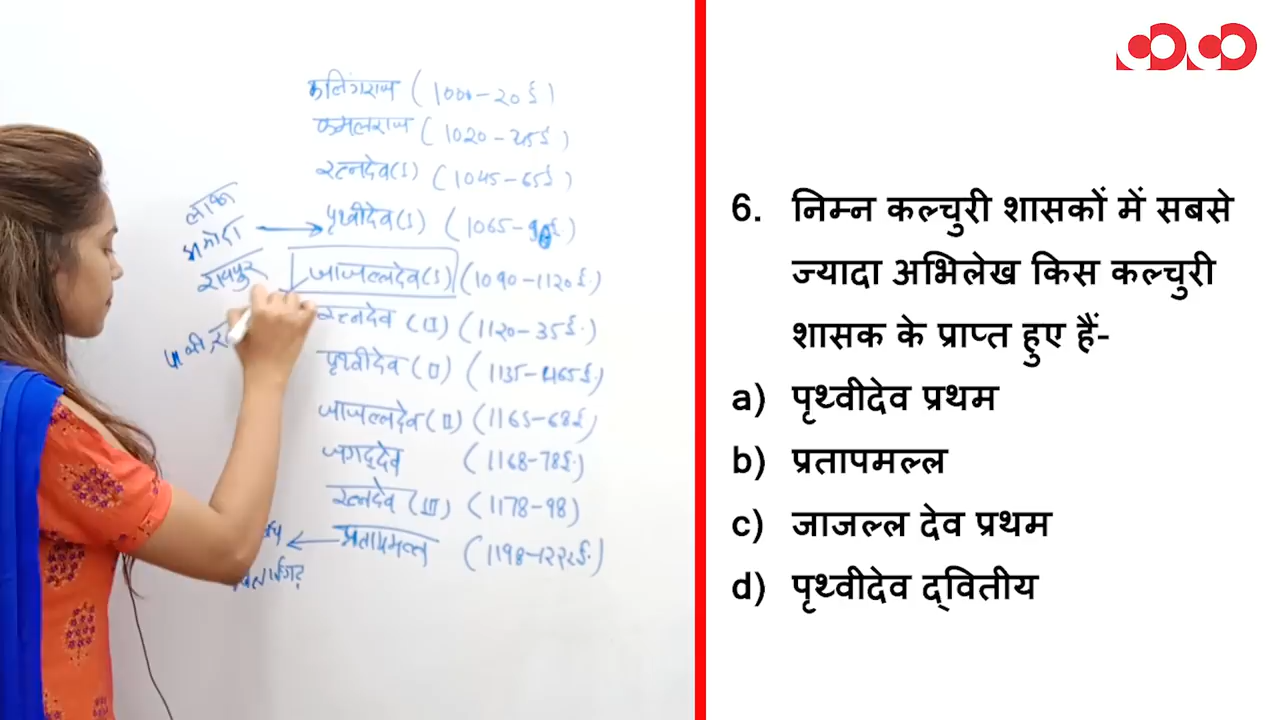 कलिंगराज (1000-20ई)
कमलराज (1020-45ई)
रत्नदेव(I) (1045-65ई)
लाफा
अमोदा
रायपुर
पृथ्वीदेव(I) (1065-90ई.)
जाजल्लदेव(I) (1090-1120ई.)
पाली,
रत्नदेव (II) (1120-35ई.)
पृथ्वीदेव (II) (1135-1165ई.)
जाजल्लदेव(II) (1165-68ई
जगद्देव (1168-78ई.)
रत्नदेव (III) (1178-98)
प्रतापमल्ल (1198-1222ई.)
6. निम्न कल्चुरी शासकों में सबसे
ज्यादा अभिलेख किस कल्चुरी
शासक के प्राप्त हुए हैं-
a) पृथ्वीदेव प्रथम
b) प्रतापमल्ल
c) जाजल्ल देव प्रथम
d) पृथ्वीदेव द्वितीय